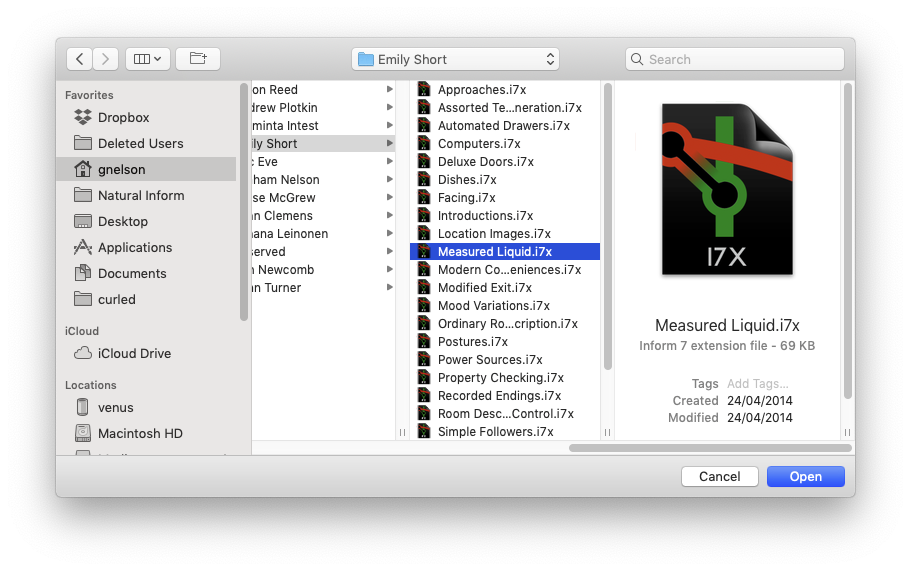 Emily Short
Search
Favorites
Dropbox
Deleted Users
gnelson
Natural Inform
Desktop
Applications
Documents
curled
iCloud
iCloud Drive
Locations
venus
Macintosh HD
on Reed
drew Plotkin
minta Intest
ily Short
c Eve
ham Nelson
se McGrew
n Clemens
ana Leinonen
served
n Newcomb
an Turner
Approaches.i7x
Assorted Te...neration.i7x
Automated Drawers.i7x
Computers.i7x
Deluxe Doors.i7x
Dishes.i7x
Facing.i7x
Introductions.i7x
Location Images.i7x
Measured Liquid.i7x
Modern Co...eniences.i7x
Modified Exit.i7x
Mood Variations.i7x
Ordinary Ro...cription.i7x
Postures.i7x
Power Sources.i7x
Property Checking.i7x
Recorded Endings.i7x
Room Desc...Control.i7x
Simple Followers.i7x
I7X
Measured Liquid.i7x
Inform 7 extension file - 69 KB
Tags Add Tags...
Created 24/04/2014
Modified 24/04/2014
Cancel
Open